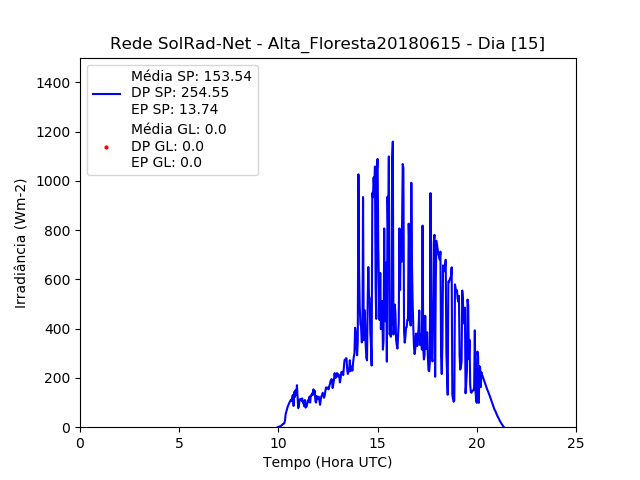 Rede SolRad-Net - Alta_Floresta20180615 - Dia [15]
Média SP: 153.54
DP SP: 254.55
EP SP: 13.74
Média GL: 0.0
DP GL: 0.0
EP GL: 0.0
1400
1200
1000
800
600
400
200
0
Irradiância (Wm-2)
0 5 10 15 20 25
Tempo (Hora UTC)